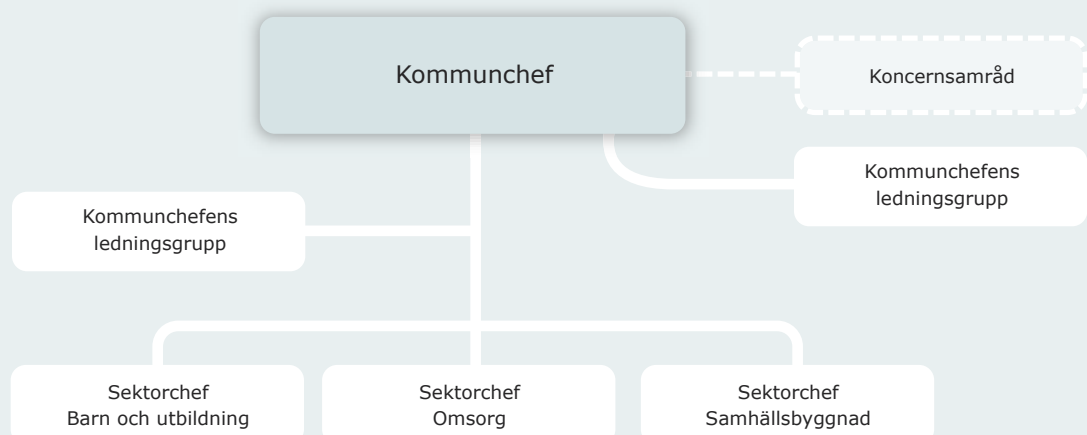 Kommunchef
Koncernsamråd
Kommunchefens
ledningsgrupp
Kommunchefens
ledningsgrupp
Sektorchef
Barn och utbildning
Sektorchef
Omsorg
Sektorchef
Samhällsbyggnad